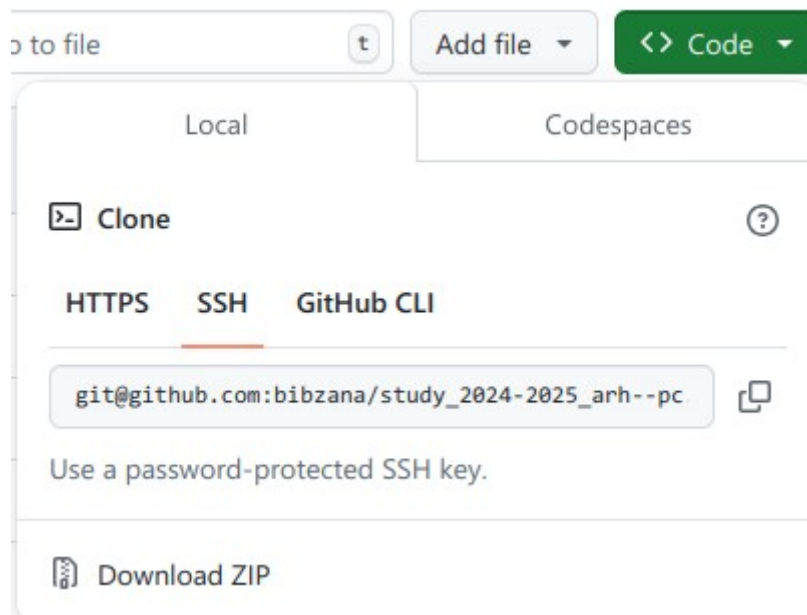 o to file t Add file <> Code
Local Codespaces
Clone
HTTPS SSH GitHub CLI
git@github.com:bibzana/study_2024-2025_arh--pc.
Use a password-protected SSH key.
Download ZIP